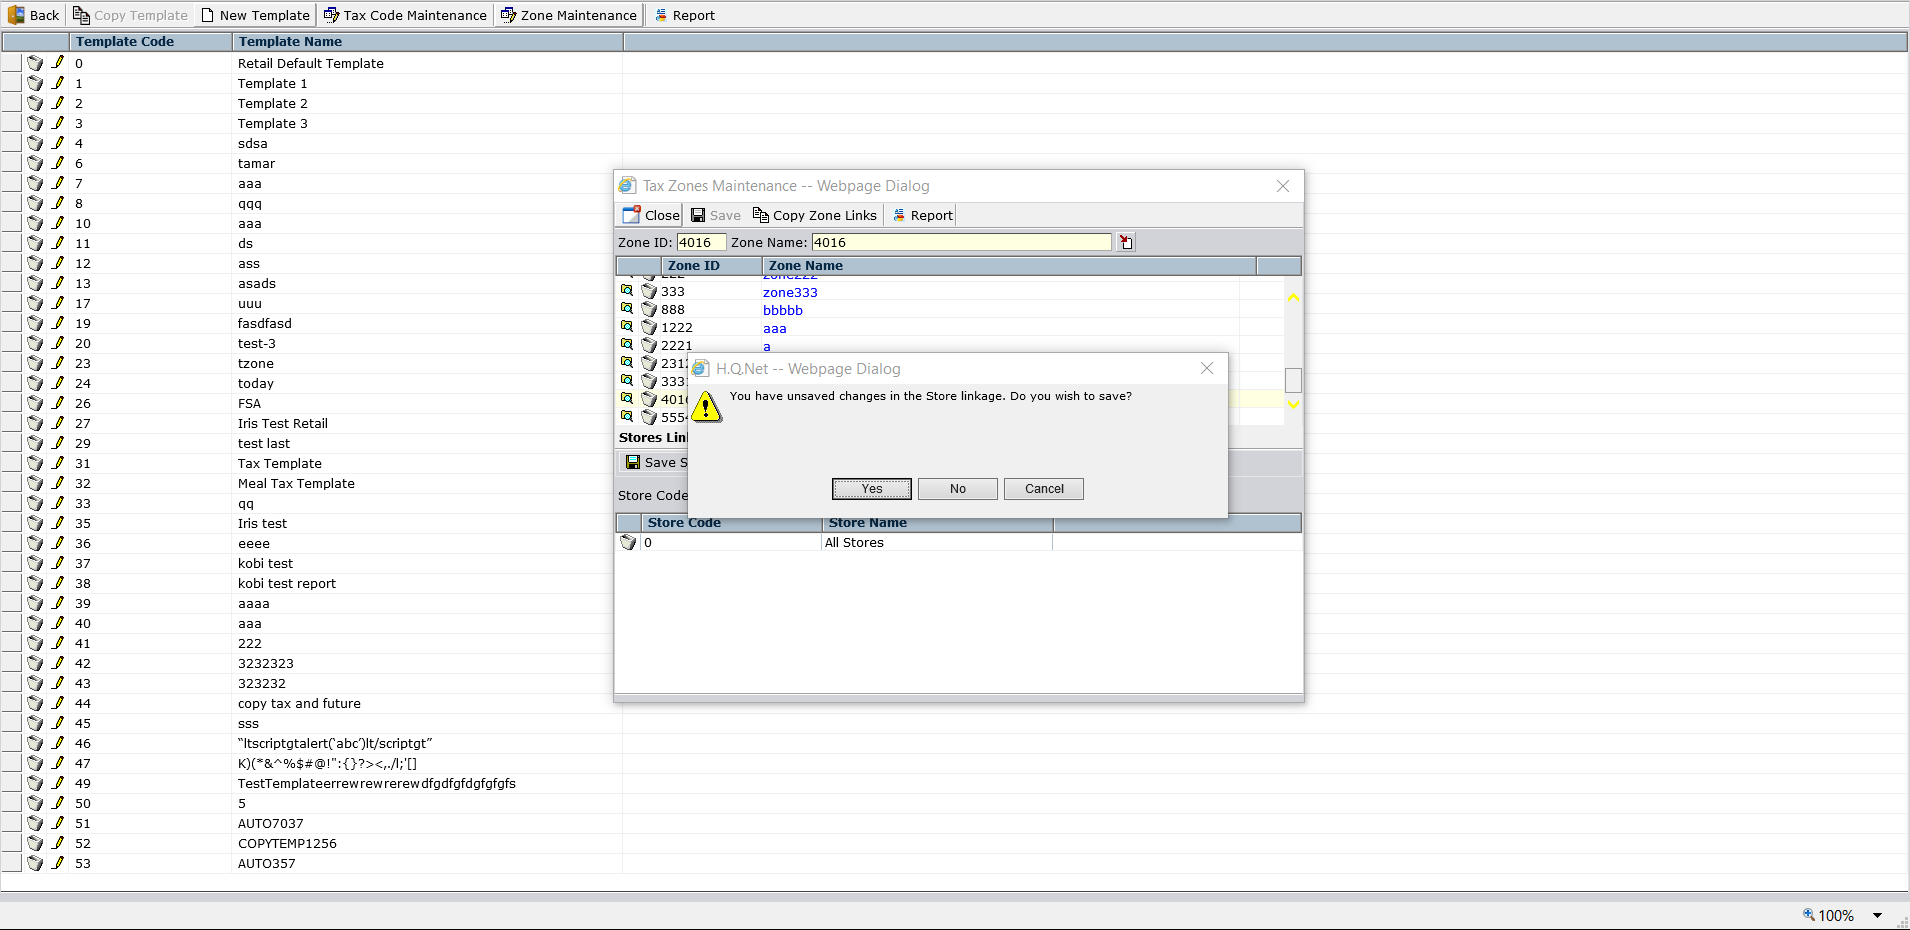 Back Copy Template New Template Tax Code Maintenance Zone Maintenance Report
Template Code Template Name
0 Retail Default Template
1 Template 1
2 Template 2
3 Template 3
4 sdsa
6 tamar
7 aaa
8 qqq
10 aaa
11 ds
12 ass
13 asads
17 uuu
19 fasdfasd
20 test-3
23 tzone
24 today
26 FSA
27 Iris Test Retail
29 test last
31 Tax Template
32 Meal Tax Template
33 qq
35 Iris test
36 eeee
37 kobi test
38 kobi test report
39 aaaa
40 aaa
41 222
42 3232323
43 323232
44 copy tax and future
45 sss
46 “ltscriptgtalert(‘abc’)lt/scriptgt”
47 K)(*&^%$#@!":{}?><,./l;'[]
49 TestTemplateerrewrewrerewdfgdfgfdgfgfgfs
50 5
51 AUTO7037
52 COPYTEMP1256
53 AUTO357
Tax Zones Maintenance -- Webpage Dialog
Close Save Copy Zone Links Report
Zone ID: 4016 Zone Name: 4016
Zone ID Zone Name
222 zone222
333 zone333
888 bbbbb
1222 aaa
2221 a
2312
333
4016
555
Stores Lin
Save S
Store Code
Store Code Store Name
0 All Stores
H.Q.Net -- Webpage Dialog
You have unsaved changes in the Store linkage. Do you wish to save?
Yes No Cancel
100%